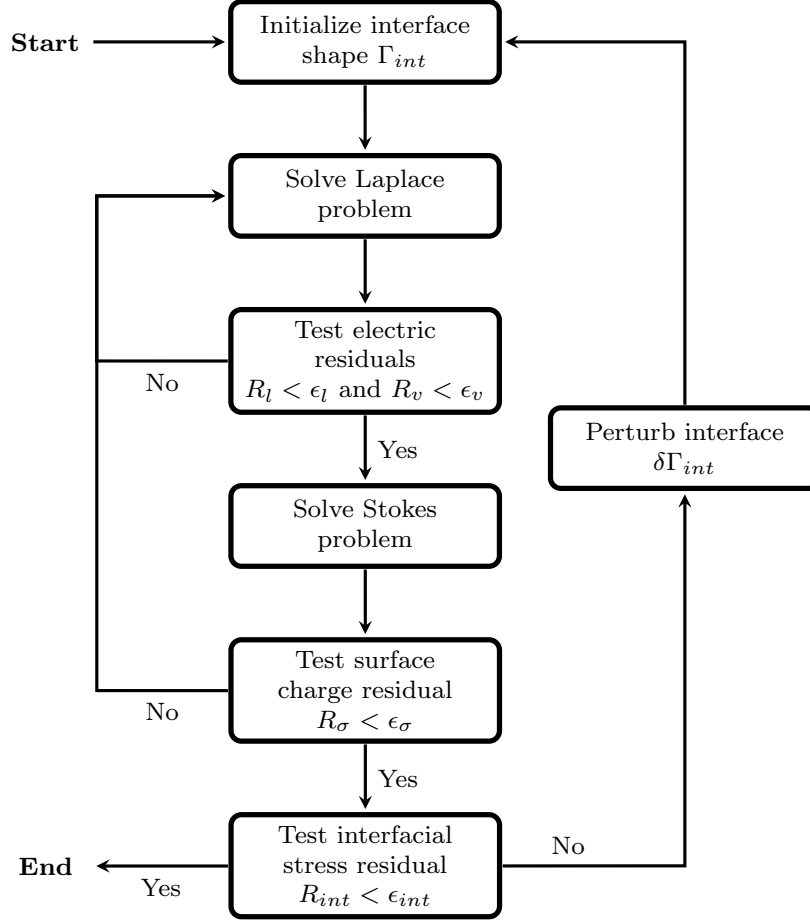 Start
Initialize interface
shape Γ_int
Solve Laplace
problem
Test electric
residuals
R_l < ϵ_l and R_v < ϵ_v
No
Yes
Perturb interface
δΓ_int
Solve Stokes
problem
Test surface
charge residual
R_σ < ϵ_σ
No
Yes
Test interfacial
stress residual
R_int < ϵ_int
No
End
Yes